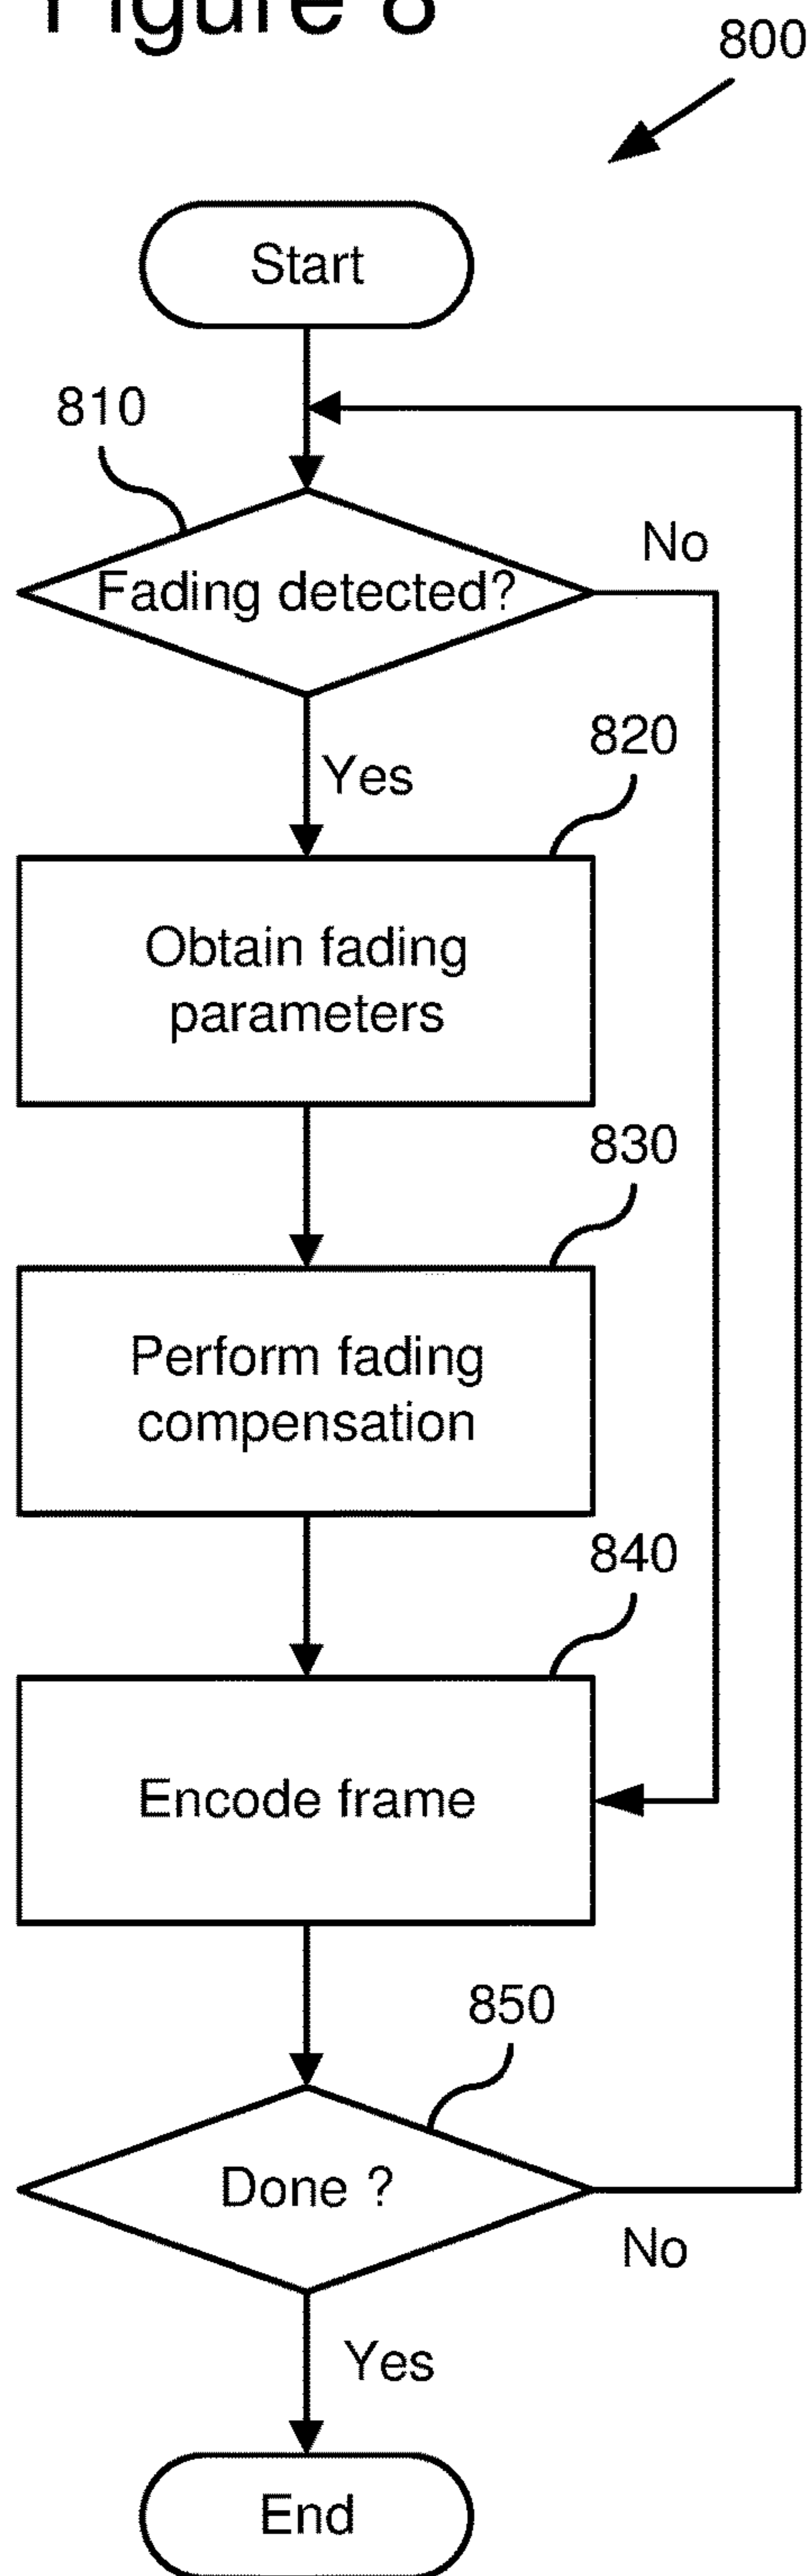 Figure 8
800
Start
810
Fading detected?
No
Yes
820
Obtain fading
parameters
830
Perform fading
compensation
840
Encode frame
850
Done ?
No
Yes
End